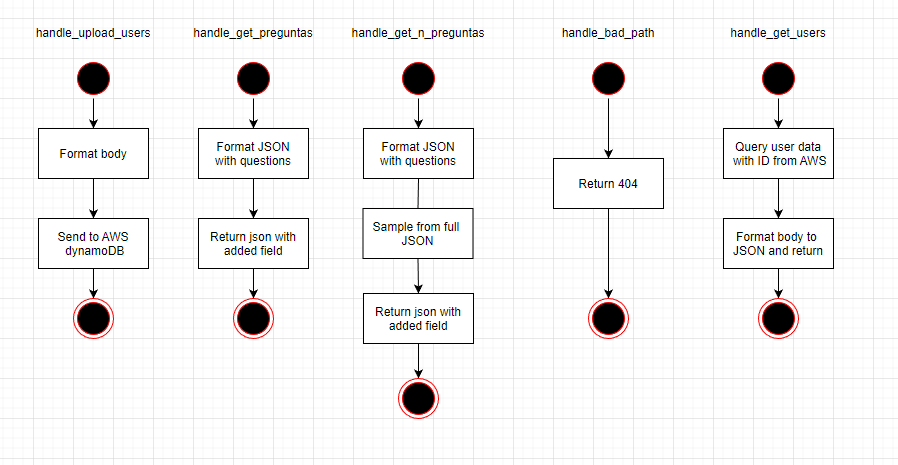 handle_upload_users
handle_get_preguntas
handle_get_n_preguntas
handle_bad_path
handle_get_users
Format body
Send to AWS
dynamoDB
Format JSON
with questions
Return json with
added field
Format JSON
with questions
Sample from full
JSON
Return json with
added field
Return 404
Query user data
with ID from AWS
Format body to
JSON and return